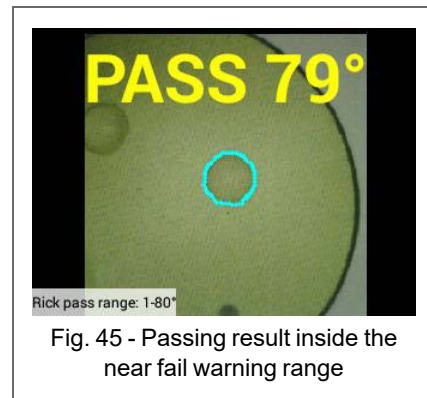 PASS 79°
Rick pass range: 1-80°
Fig. 45 - Passing result inside the
near fail warning range